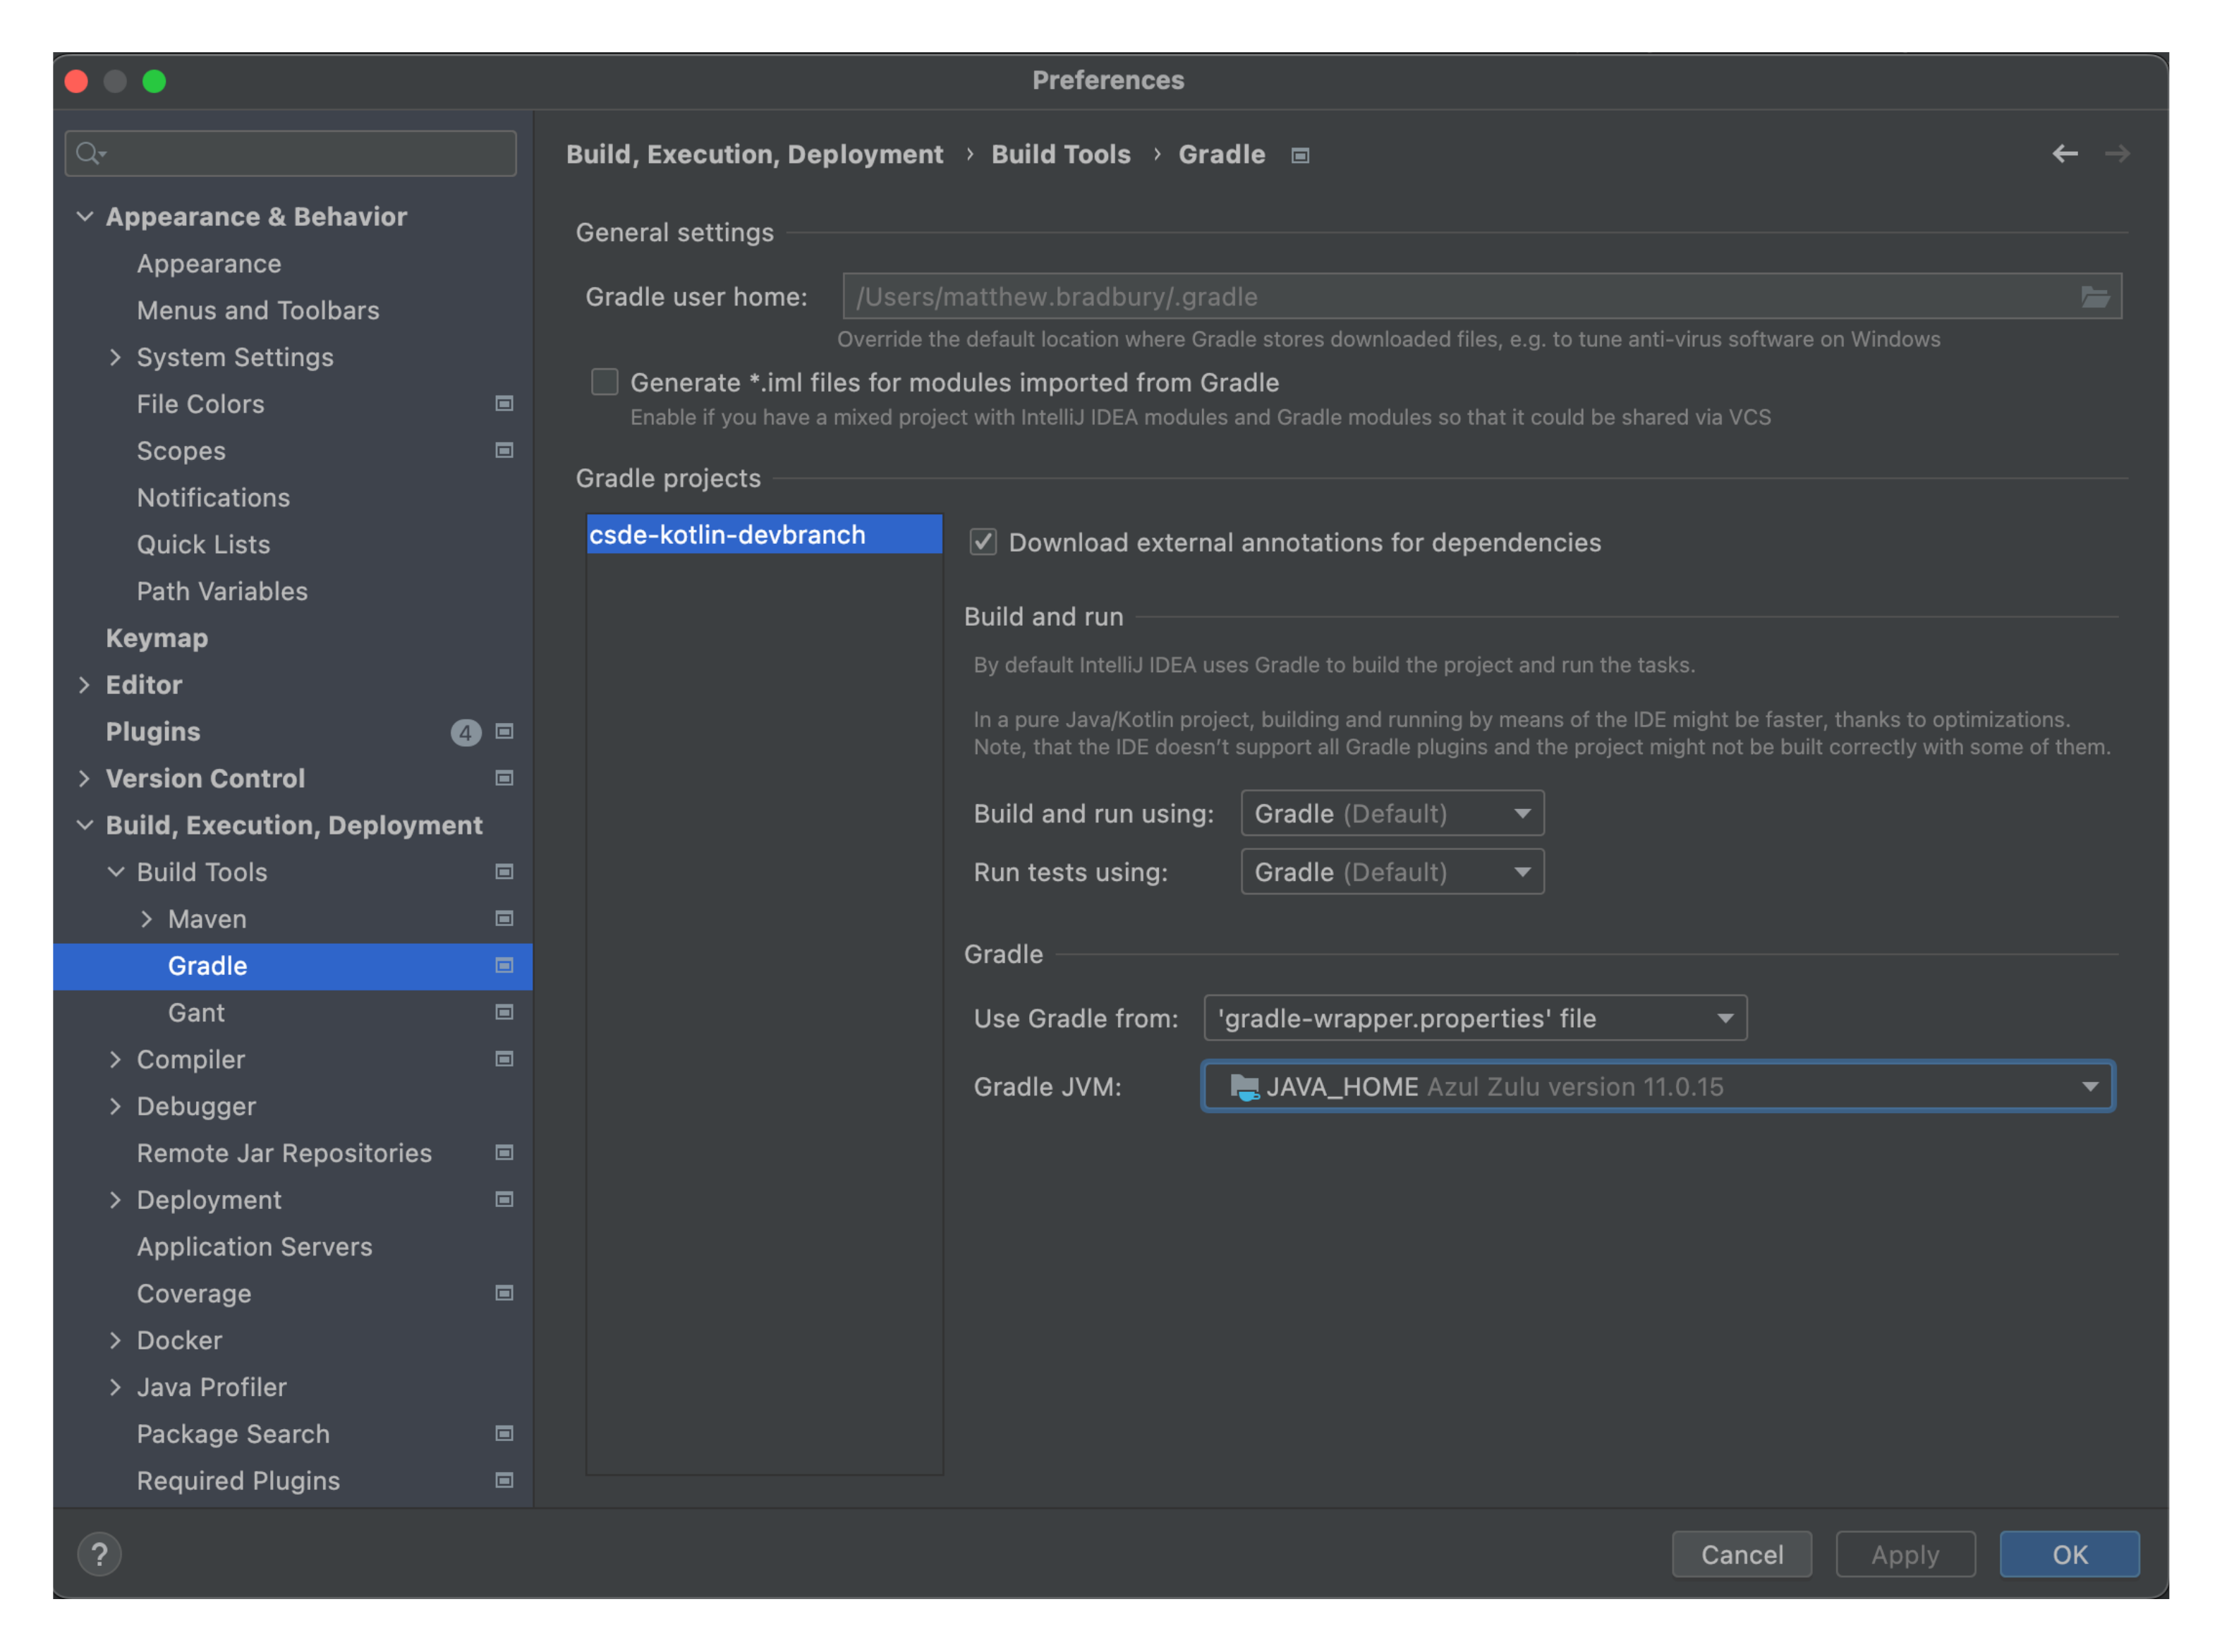 Preferences
Appearance & Behavior
Appearance
Menus and Toolbars
System Settings
File Colors
Scopes
Notifications
Quick Lists
Path Variables
Keymap
Editor
Plugins 4
Version Control
Build, Execution, Deployment
Build Tools
Maven
Gradle
Gant
Compiler
Debugger
Remote Jar Repositories
Deployment
Application Servers
Coverage
Docker
Java Profiler
Package Search
Required Plugins
Build, Execution, Deployment › Build Tools › Gradle
General settings
Gradle user home: /Users/matthew.bradbury/.gradle
Override the default location where Gradle stores downloaded files, e.g. to tune anti-virus software on Windows
Generate *.iml files for modules imported from Gradle
Enable if you have a mixed project with IntelliJ IDEA modules and Gradle modules so that it could be shared via VCS
Gradle projects
csde-kotlin-devbranch
Download external annotations for dependencies
Build and run
By default IntelliJ IDEA uses Gradle to build the project and run the tasks.
In a pure Java/Kotlin project, building and running by means of the IDE might be faster, thanks to optimizations.
Note, that the IDE doesn't support all Gradle plugins and the project might not be built correctly with some of them.
Build and run using: Gradle (Default)
Run tests using: Gradle (Default)
Gradle
Use Gradle from: 'gradle-wrapper.properties' file
Gradle JVM: JAVA_HOME Azul Zulu version 11.0.15
?
Cancel
Apply
OK